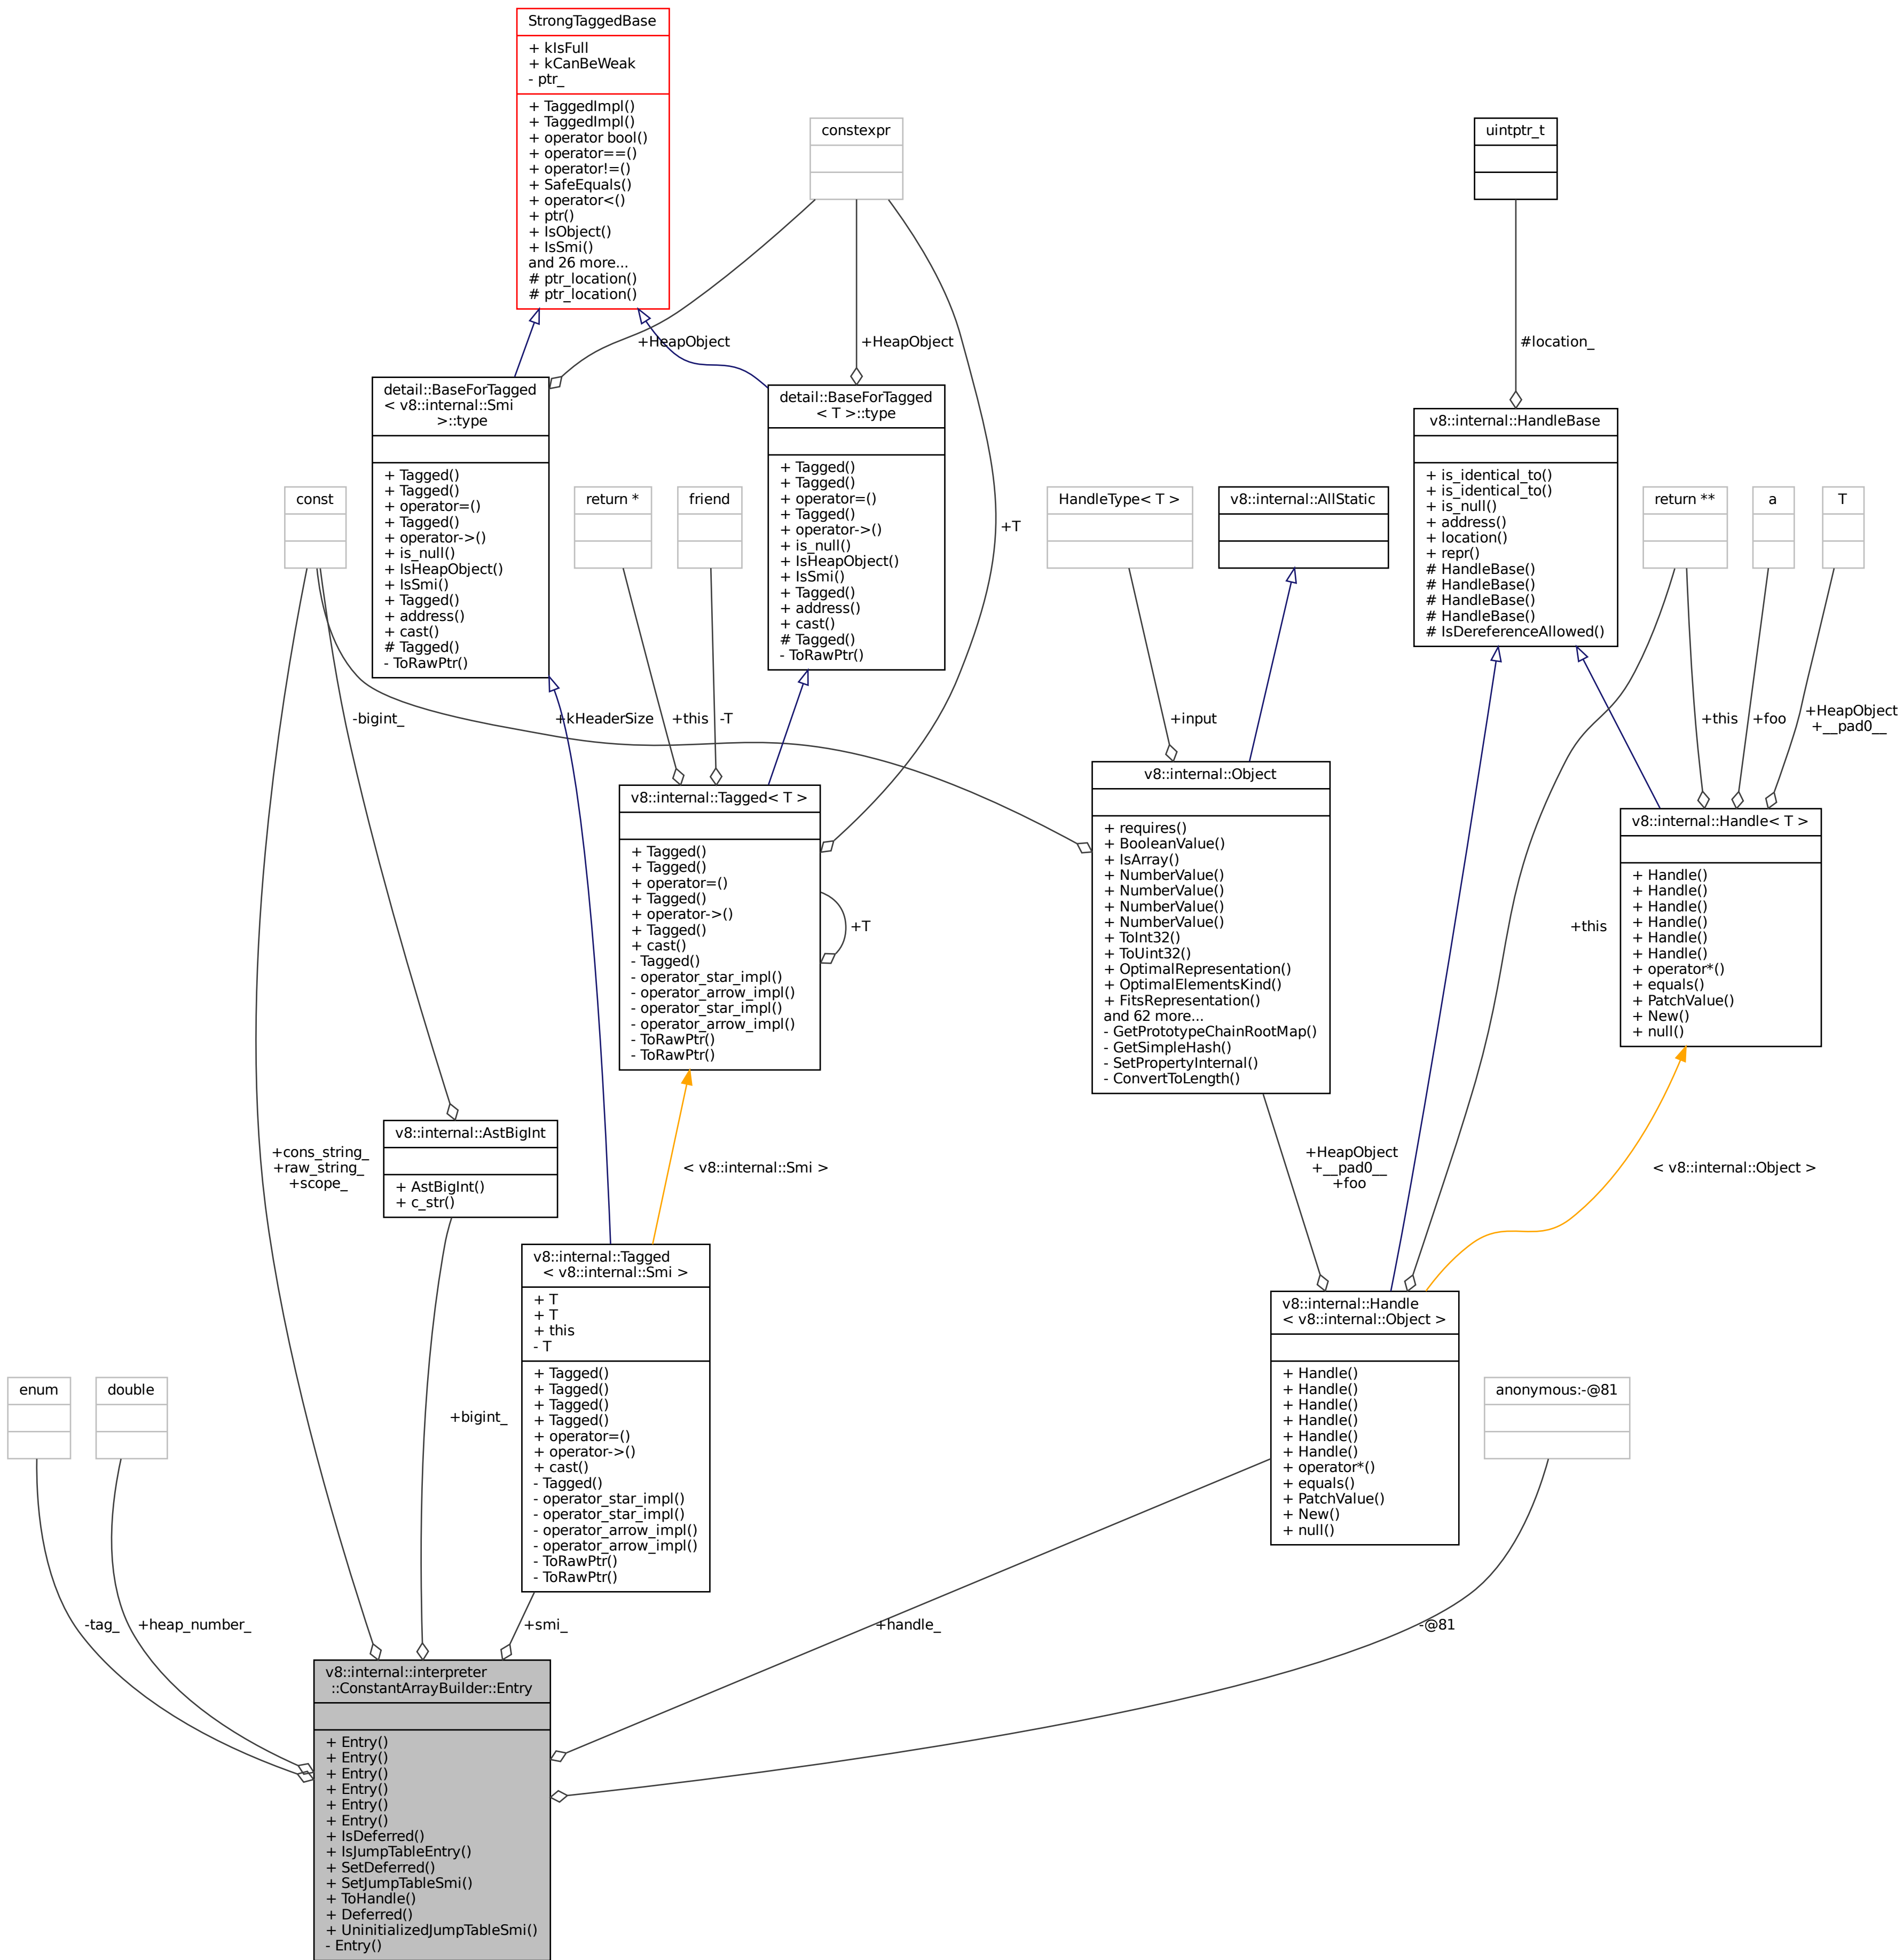 StrongTaggedBase
+ kIsFull
+ kCanBeWeak
- ptr_
+ TaggedImpl()
+ TaggedImpl()
+ operator bool()
+ operator==()
+ operator!=()
+ SafeEquals()
+ operator<()
+ ptr()
+ IsObject()
+ IsSmi()
and 26 more...
# ptr_location()
# ptr_location()
constexpr
uintptr_t
+HeapObject
+HeapObject
#location_
detail::BaseForTagged
< v8::internal::Smi
>::type
+ Tagged()
+ Tagged()
+ operator=()
+ Tagged()
+ operator->()
+ is_null()
+ IsHeapObject()
+ IsSmi()
+ Tagged()
+ address()
+ cast()
# Tagged()
- ToRawPtr()
detail::BaseForTagged
< T >::type
+ Tagged()
+ Tagged()
+ operator=()
+ Tagged()
+ operator->()
+ is_null()
+ IsHeapObject()
+ IsSmi()
+ Tagged()
+ address()
+ cast()
# Tagged()
- ToRawPtr()
v8::internal::HandleBase
+ is_identical_to()
+ is_identical_to()
+ is_null()
+ address()
+ location()
+ repr()
# HandleBase()
# HandleBase()
# HandleBase()
# HandleBase()
# IsDereferenceAllowed()
const
return *
friend
+T
HandleType< T >
v8::internal::AllStatic
return **
a
T
-bigint_
+kHeaderSize
+this
-T
+input
+this
+foo
+HeapObject
+__pad0__
v8::internal::Tagged< T >
+ Tagged()
+ Tagged()
+ operator=()
+ Tagged()
+ operator->()
+ Tagged()
+ cast()
- Tagged()
- operator_star_impl()
- operator_arrow_impl()
- operator_star_impl()
- operator_arrow_impl()
- ToRawPtr()
- ToRawPtr()
+T
v8::internal::Object
+ requires()
+ BooleanValue()
+ IsArray()
+ NumberValue()
+ NumberValue()
+ NumberValue()
+ NumberValue()
+ ToInt32()
+ ToUint32()
+ OptimalRepresentation()
+ OptimalElementsKind()
+ FitsRepresentation()
and 62 more...
- GetPrototypeChainRootMap()
- GetSimpleHash()
- SetPropertyInternal()
- ConvertToLength()
+this
v8::internal::Handle< T >
+ Handle()
+ Handle()
+ Handle()
+ Handle()
+ Handle()
+ Handle()
+ operator*()
+ equals()
+ PatchValue()
+ New()
+ null()
+cons_string_
+raw_string_
+scope_
v8::internal::AstBigInt
+ AstBigInt()
+ c_str()
< v8::internal::Smi >
+HeapObject
+__pad0__
+foo
< v8::internal::Object >
v8::internal::Tagged
< v8::internal::Smi >
+ T
+ T
+ this
- T
+ Tagged()
+ Tagged()
+ Tagged()
+ Tagged()
+ operator=()
+ operator->()
+ cast()
- Tagged()
- operator_star_impl()
- operator_star_impl()
- operator_arrow_impl()
- operator_arrow_impl()
- ToRawPtr()
- ToRawPtr()
v8::internal::Handle
< v8::internal::Object >
+ Handle()
+ Handle()
+ Handle()
+ Handle()
+ Handle()
+ Handle()
+ operator*()
+ equals()
+ PatchValue()
+ New()
+ null()
enum
double
+bigint_
anonymous:-@81
-tag_
+heap_number_
+smi_
+handle_
-@81
v8::internal::interpreter
::ConstantArrayBuilder::Entry
+ Entry()
+ Entry()
+ Entry()
+ Entry()
+ Entry()
+ Entry()
+ IsDeferred()
+ IsJumpTableEntry()
+ SetDeferred()
+ SetJumpTableSmi()
+ ToHandle()
+ Deferred()
+ UninitializedJumpTableSmi()
- Entry()